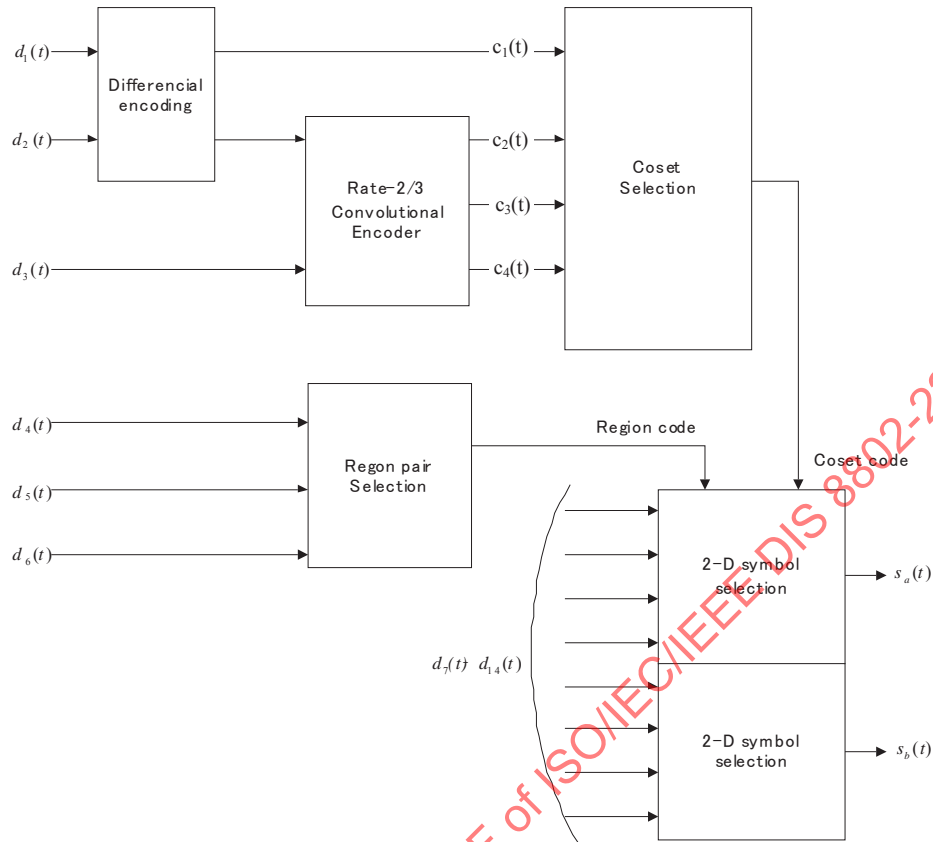 d₁(t)
Differencial
encoding
c₁(t)
d₂(t)
c₂(t)
Coset
Selection
Rate-2/3
Convolutional
Encoder
c₃(t)
d₃(t)
c₄(t)
d₄(t)
Region code
Regon pair
Selection
Coset code
d₅(t)
d₆(t)
2-D symbol
selection
sₐ(t)
d₇(t) d₁₄(t)
2-D symbol
selection
s_b(t)
E of ISO/IEC/IEEE DIS 8802-2